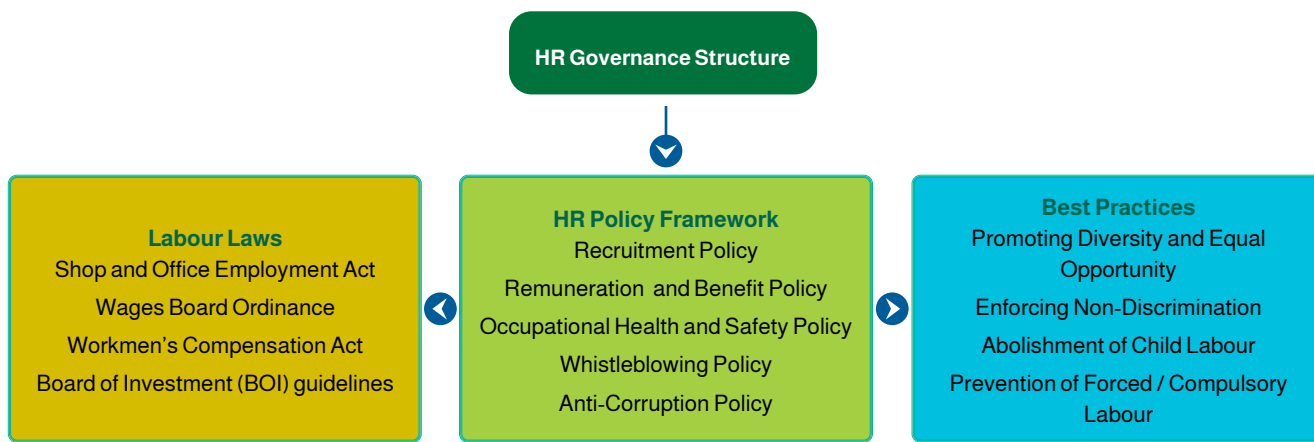 HR Governance Structure
Labour Laws
Shop and Office Employment Act
Wages Board Ordinance
Workmen’s Compensation Act
Board of Investment (BOI) guidelines
HR Policy Framework
Recruitment Policy
Remuneration and Benefit Policy
Occupational Health and Safety Policy
Whistleblowing Policy
Anti-Corruption Policy
Best Practices
Promoting Diversity and Equal
Opportunity
Enforcing Non-Discrimination
Abolishment of Child Labour
Prevention of Forced / Compulsory
Labour